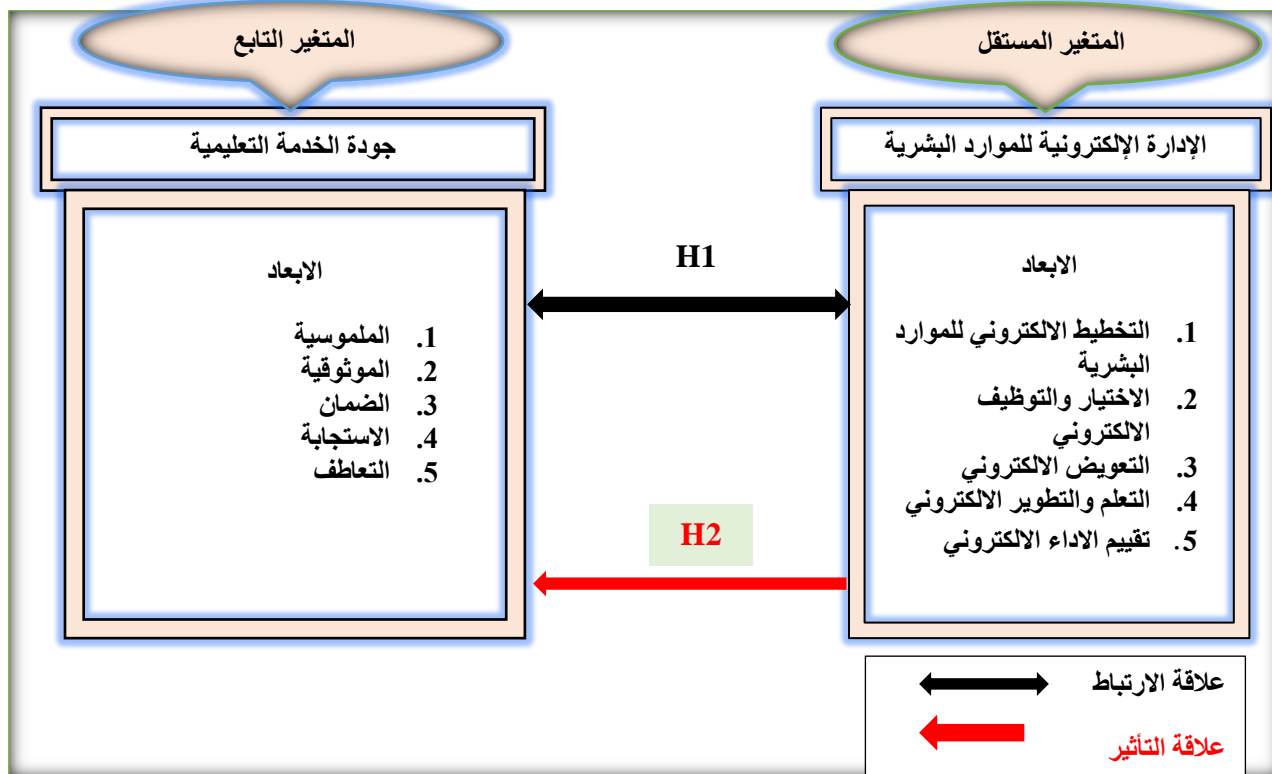 المتغير المستقل
المتغير التابع
الإدارة الإلكترونية للموارد البشرية
جودة الخدمة التعليمية
الابعاد
1. التخطيط الالكتروني للموارد
البشرية
2. الاختيار والتوظيف
الالكتروني
3. التعويض الالكتروني
4. التعلم والتطوير الالكتروني
5. تقييم الاداء الالكتروني
H1
H2
الابعاد
1. الملموسية
2. الموثوقية
3. الضمان
4. الاستجابة
5. التعاطف
علاقة الارتباط
علاقة التأثير